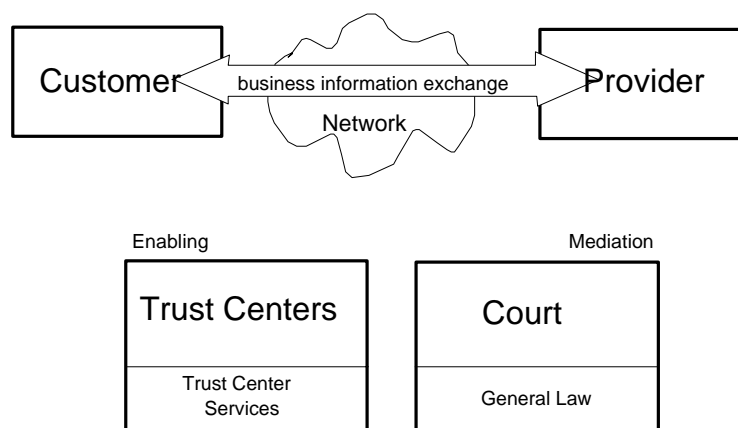 Customer
business information exchange
Provider
Network
Enabling
Mediation
Trust Centers
Court
Trust Center
Services
General Law